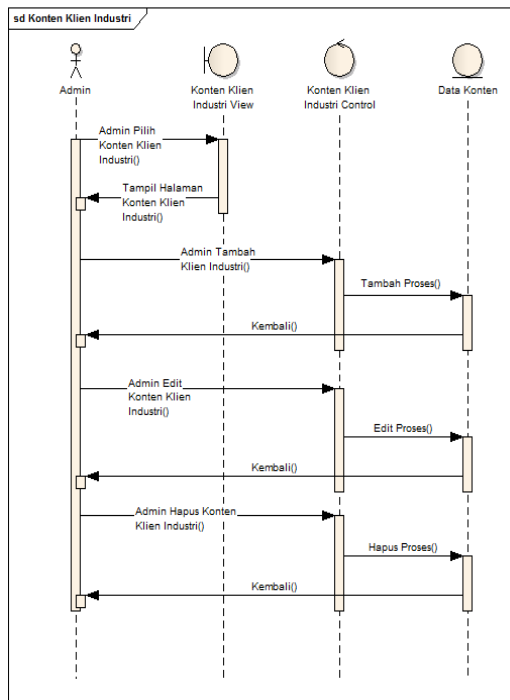 sd Konten Klien Industri
Admin
Konten Klien
Industri View
Konten Klien
Industri Control
Data Konten
Admin Pilih
Konten Klien
Industri()
Tampil Halaman
Konten Klien
Industri()
Admin Tambah
Klien Industri()
Tambah Proses()
Kembali()
Admin Edit
Konten Klien
Industri()
Edit Proses()
Kembali()
Admin Hapus Konten
Klien Industri()
Hapus Proses()
Kembali()